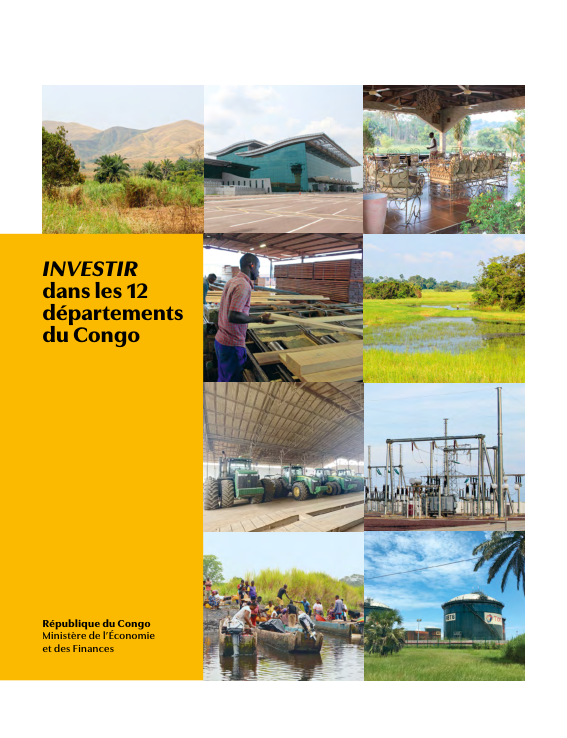 INVESTIR
dans les 12
départements
du Congo
République du Congo
Ministère de l'Économie
et des Finances